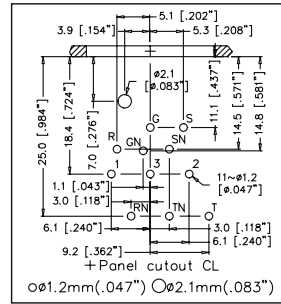 5.1 [.202"]
3.9 [.154"] 5.3 [.208"]
25.0 [.984"]
18.4 [.724"]
7.0 [.276"]
ø2.1
[ø.083"]
11.1 [.437"]
14.5 [.571"]
14.8 [.581"]
G S
R GN SN
1 3 2
11~ø1.2
[ø.047"]
1.1 [.043"]
3.0 [.118"] RN TN T
6.1 [.240"] 3.0 [.118"]
6.1 [.240"]
9.2 [.362"]
Panel cutout CL
ø1.2mm(.047") ø2.1mm(.083")